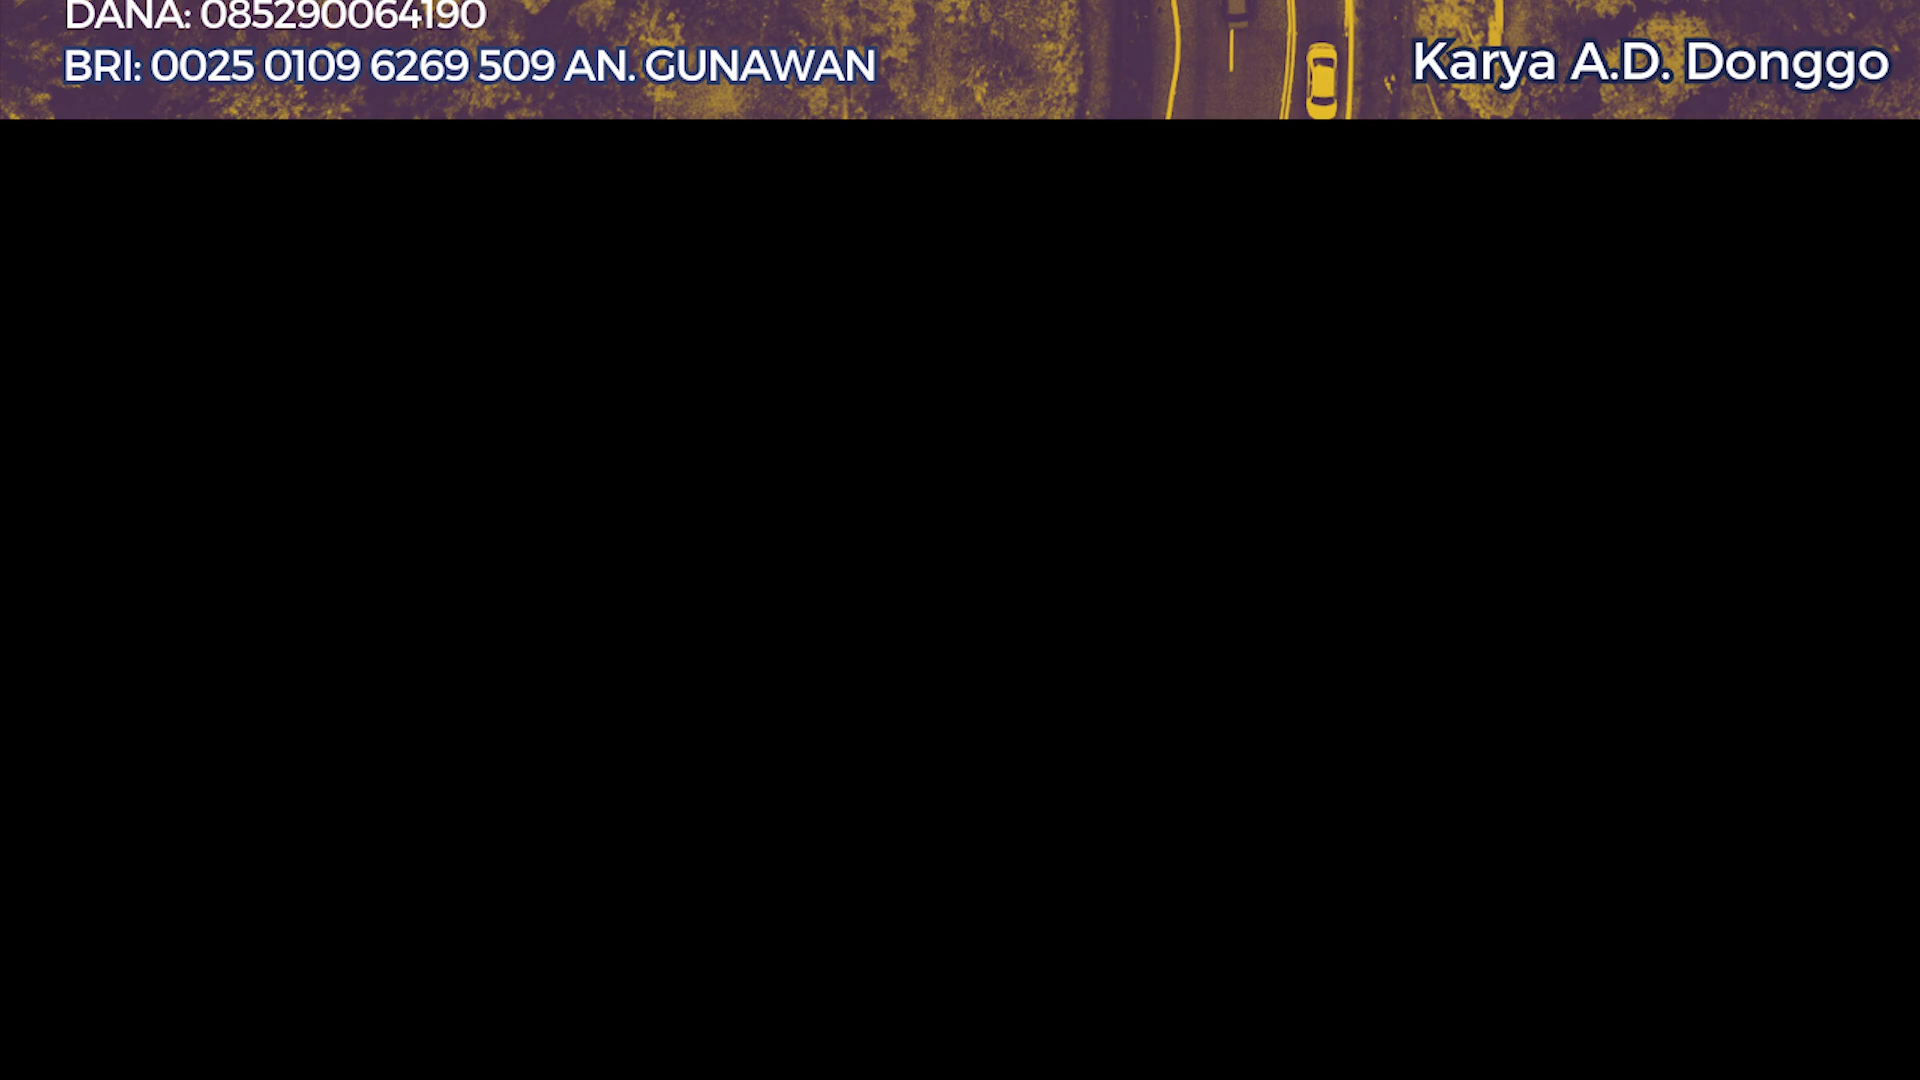 DANA: 085290064190
BRI: 0025 0109 6269 509 AN. GUNAWAN
Karya A.D. Donggo